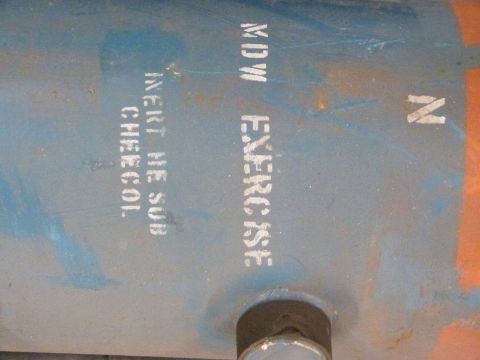 N
MDW EXERCISE
INERT HE SUB
CHEECOL